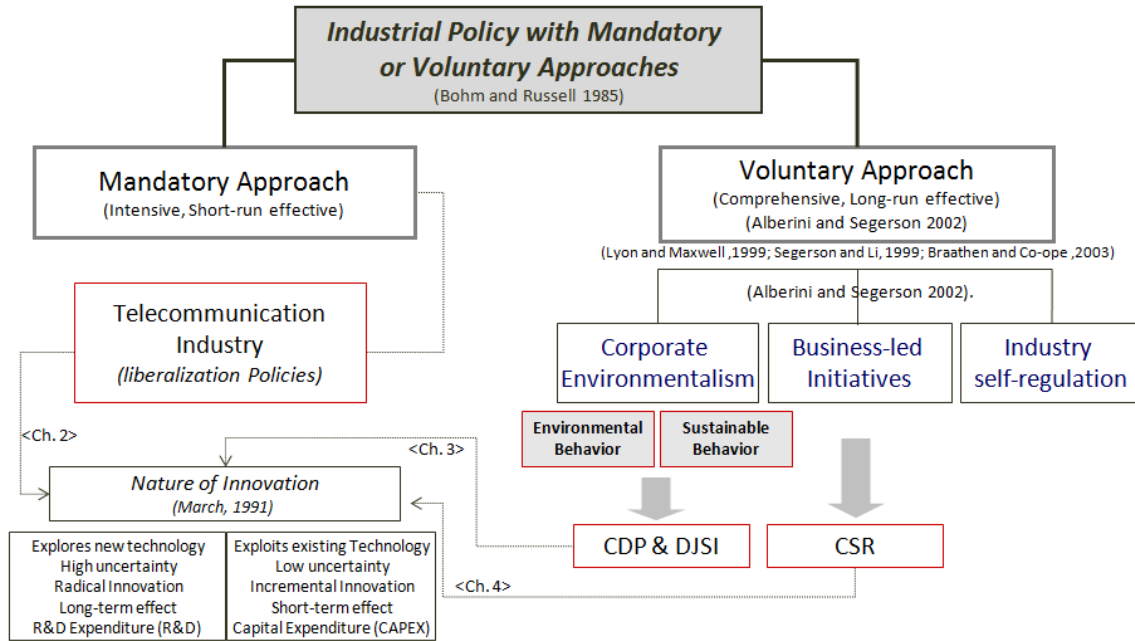 Industrial Policy with Mandatory
or Voluntary Approaches
(Bohm and Russell 1985)
Mandatory Approach
(Intensive, Short-run effective)
Voluntary Approach
(Comprehensive, Long-run effective)
(Alberini and Segerson 2002)
(Lyon and Maxwell ,1999; Segerson and Li, 1999; Braathen and Co-ope ,2003)
(Alberini and Segerson 2002).
Telecommunication
Industry
(liberalization Policies)
Corporate
Environmentalism
Business-led
Initiatives
Industry
self-regulation
Environmental
Behavior
Sustainable
Behavior
<Ch. 2>
<Ch. 3>
Nature of Innovation
(March, 1991)
CDP & DJSI
CSR
<Ch. 4>
Explores new technology
High uncertainty
Radical Innovation
Long-term effect
R&D Expenditure (R&D)
Exploits existing Technology
Low uncertainty
Incremental Innovation
Short-term effect
Capital Expenditure (CAPEX)